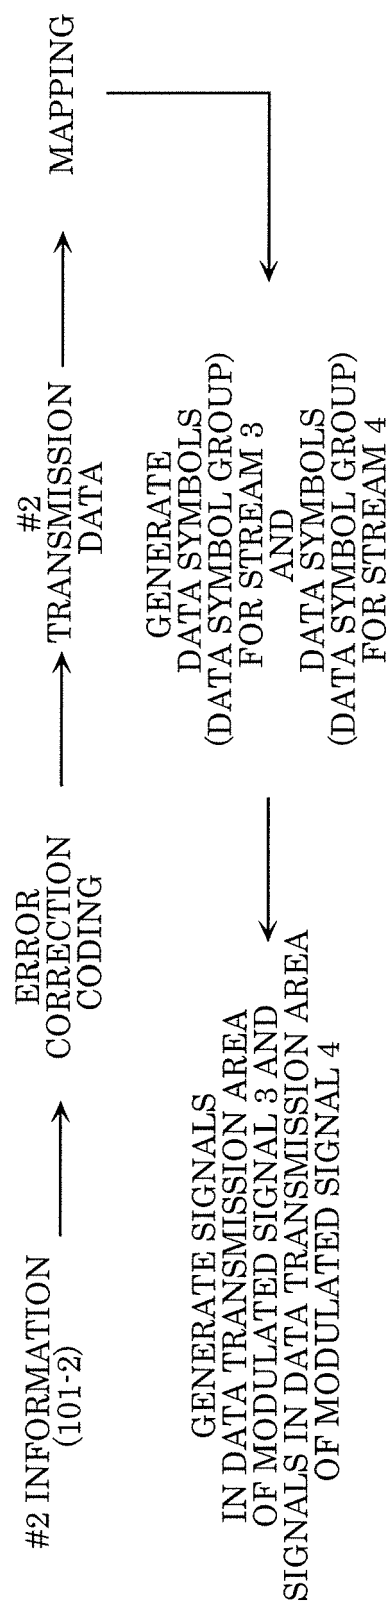 #2 INFORMATION
(101-2)
ERROR
CORRECTION
CODING
#2
TRANSMISSION
DATA
MAPPING
GENERATE
DATA SYMBOLS
(DATA SYMBOL GROUP)
FOR STREAM 3
AND
DATA SYMBOLS
(DATA SYMBOL GROUP)
FOR STREAM 4
GENERATE SIGNALS
IN DATA TRANSMISSION AREA
OF MODULATED SIGNAL 3 AND
SIGNALS IN DATA TRANSMISSION AREA
OF MODULATED SIGNAL 4